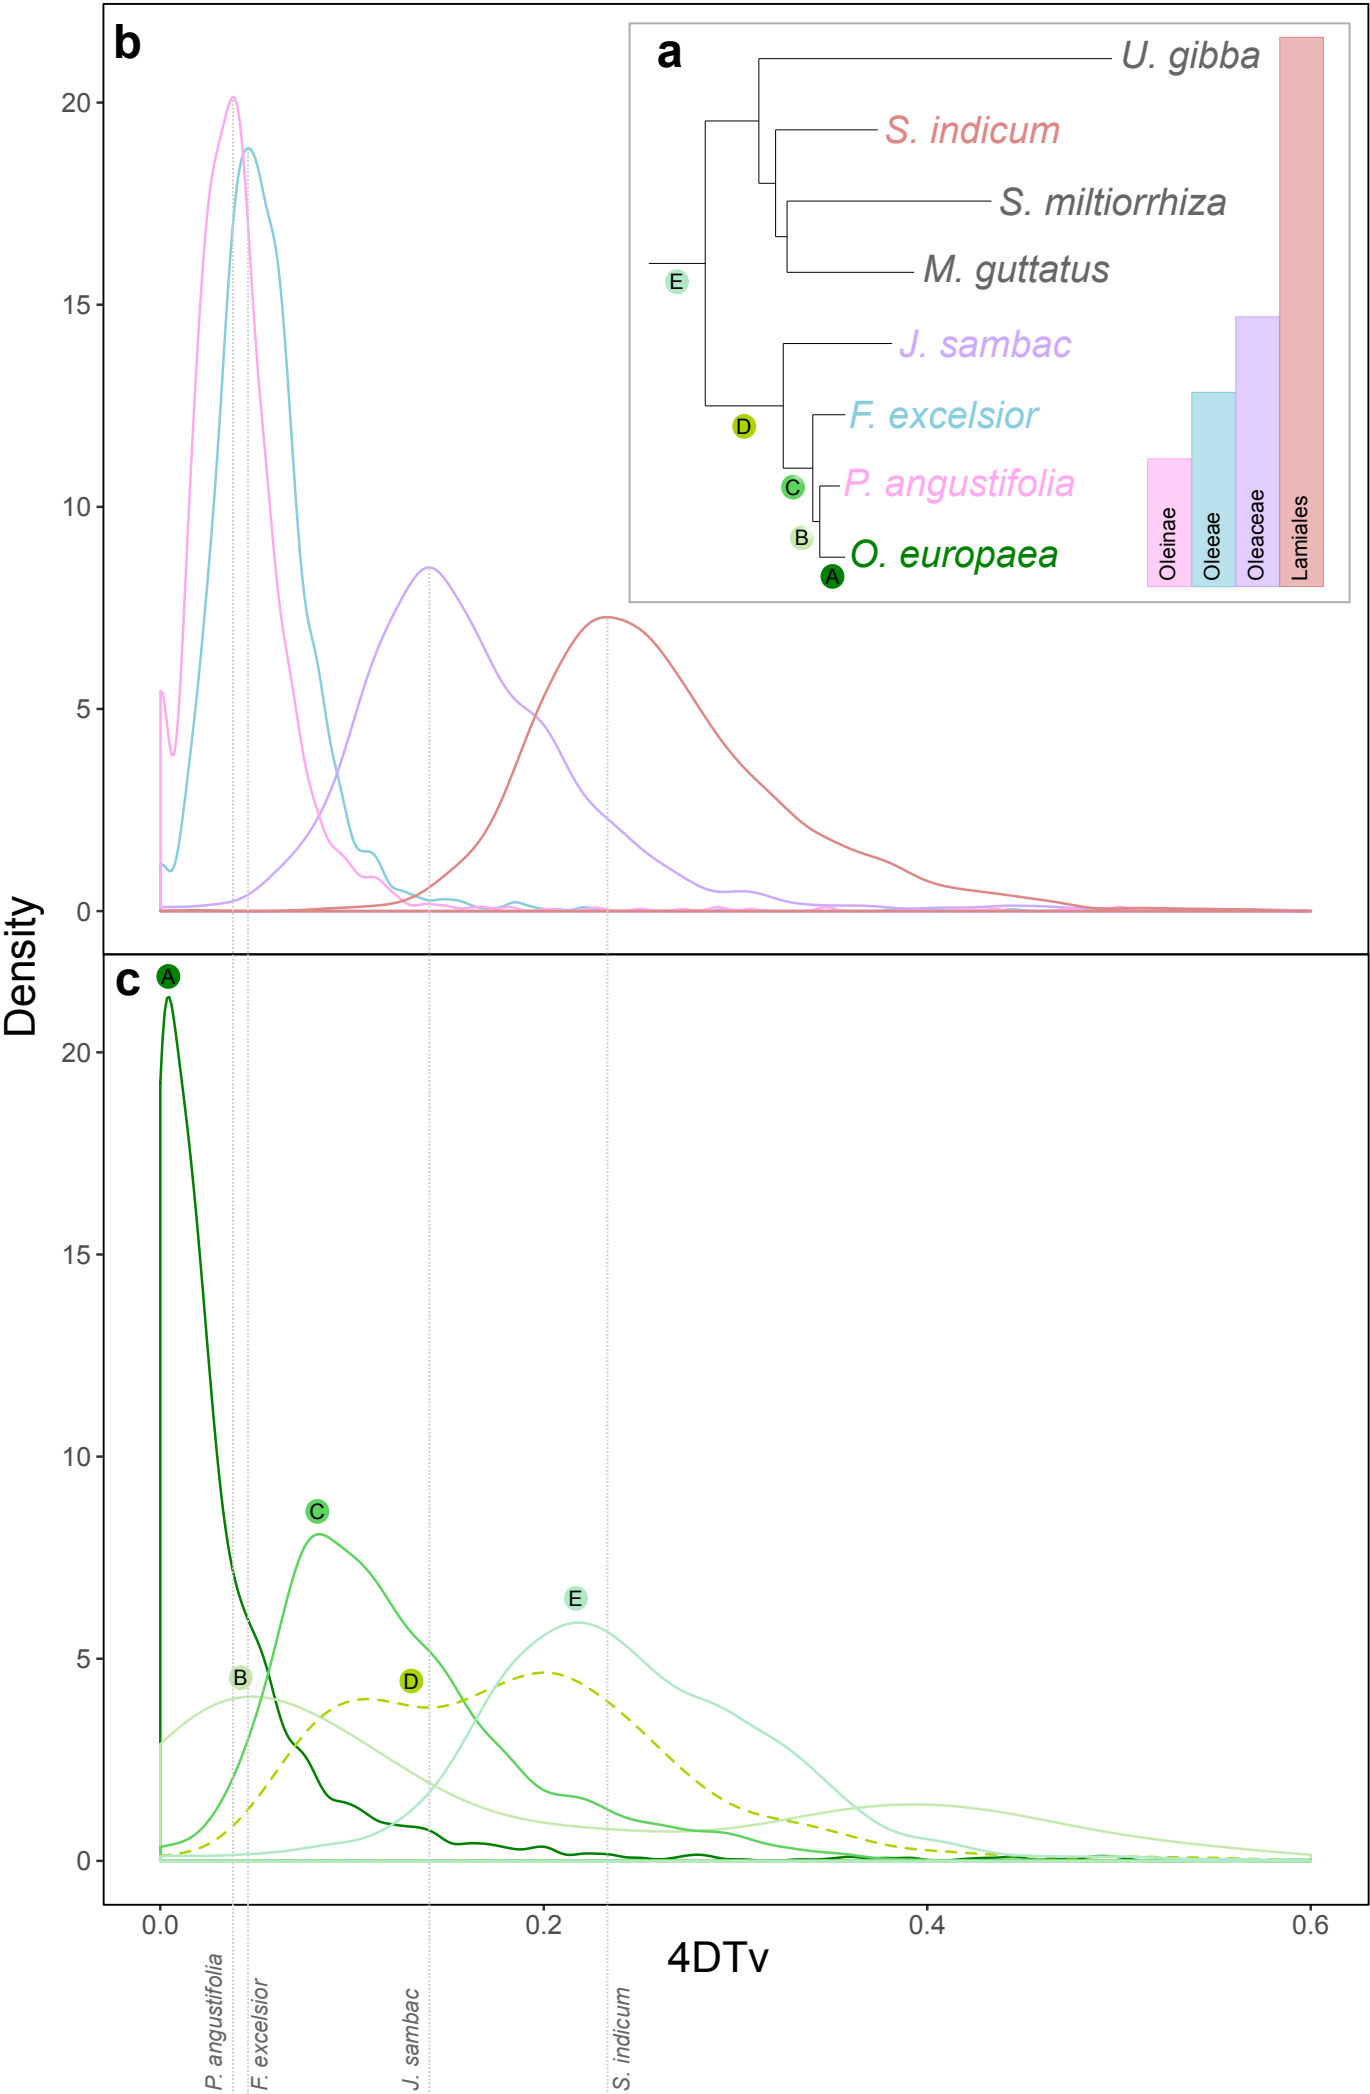 b
a
U. gibba
S. indicum
S. miltiorrhiza
M. guttatus
J. sambac
F. excelsior
P. angustifolia
O. europaea
E
D
C
B
A
Oleinae
Oleeae
Oleaceae
Lamiales
20
15
10
5
0
Density
c
A
B
C
D
E
20
15
10
5
0
0.0
0.2
0.4
0.6
4DTv
P. angustifolia
F. excelsior
J. sambac
S. indicum